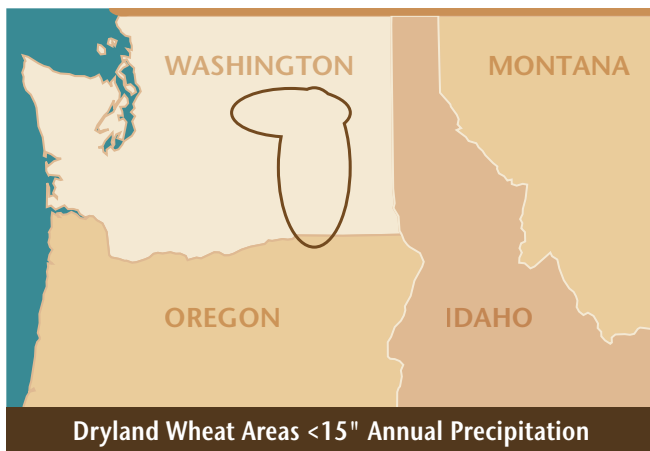 WASHINGTON
MONTANA
OREGON
IDAHO
Dryland Wheat Areas <15" Annual Precipitation